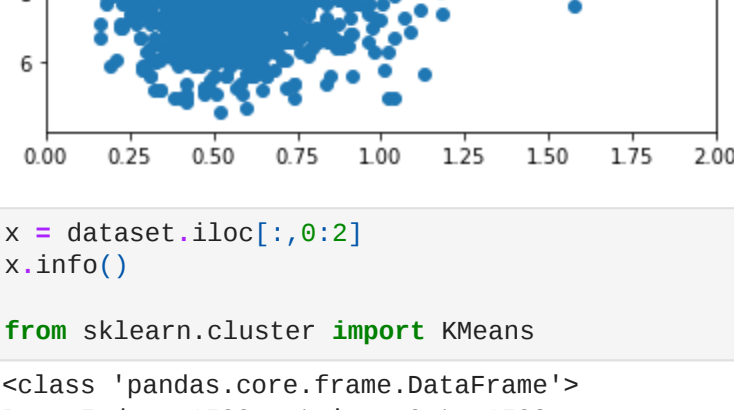 6
0.00 0.25 0.50 0.75 1.00 1.25 1.50 1.75 2.00
x = dataset.iloc[:,0:2]
x.info()
from sklearn.cluster import KMeans
<class 'pandas.core.frame.DataFrame'>